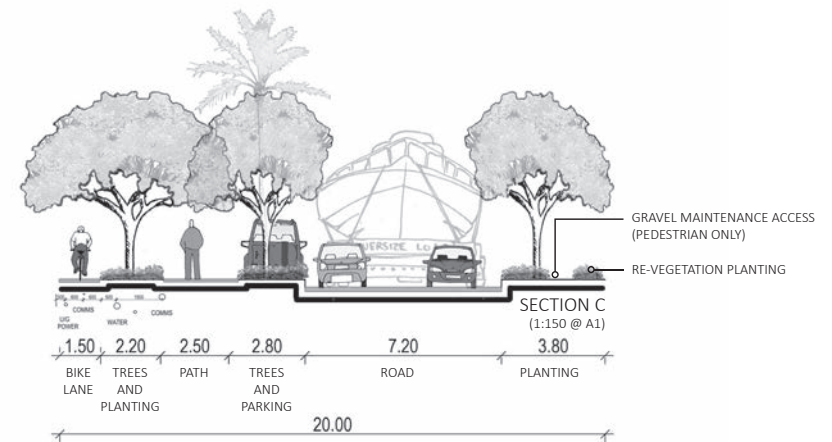 OVERSIZE LO
GRAVEL MAINTENANCE ACCESS
(PEDESTRIAN ONLY)
RE-VEGETATION PLANTING
SECTION C
(1:150 @ A1)
COMMS
COMMS
U/G
POWER
WATER
1.50
2.20
2.50
2.80
7.20
3.80
BIKE
LANE
TREES
AND
PLANTING
PATH
TREES
AND
PARKING
ROAD
PLANTING
20.00